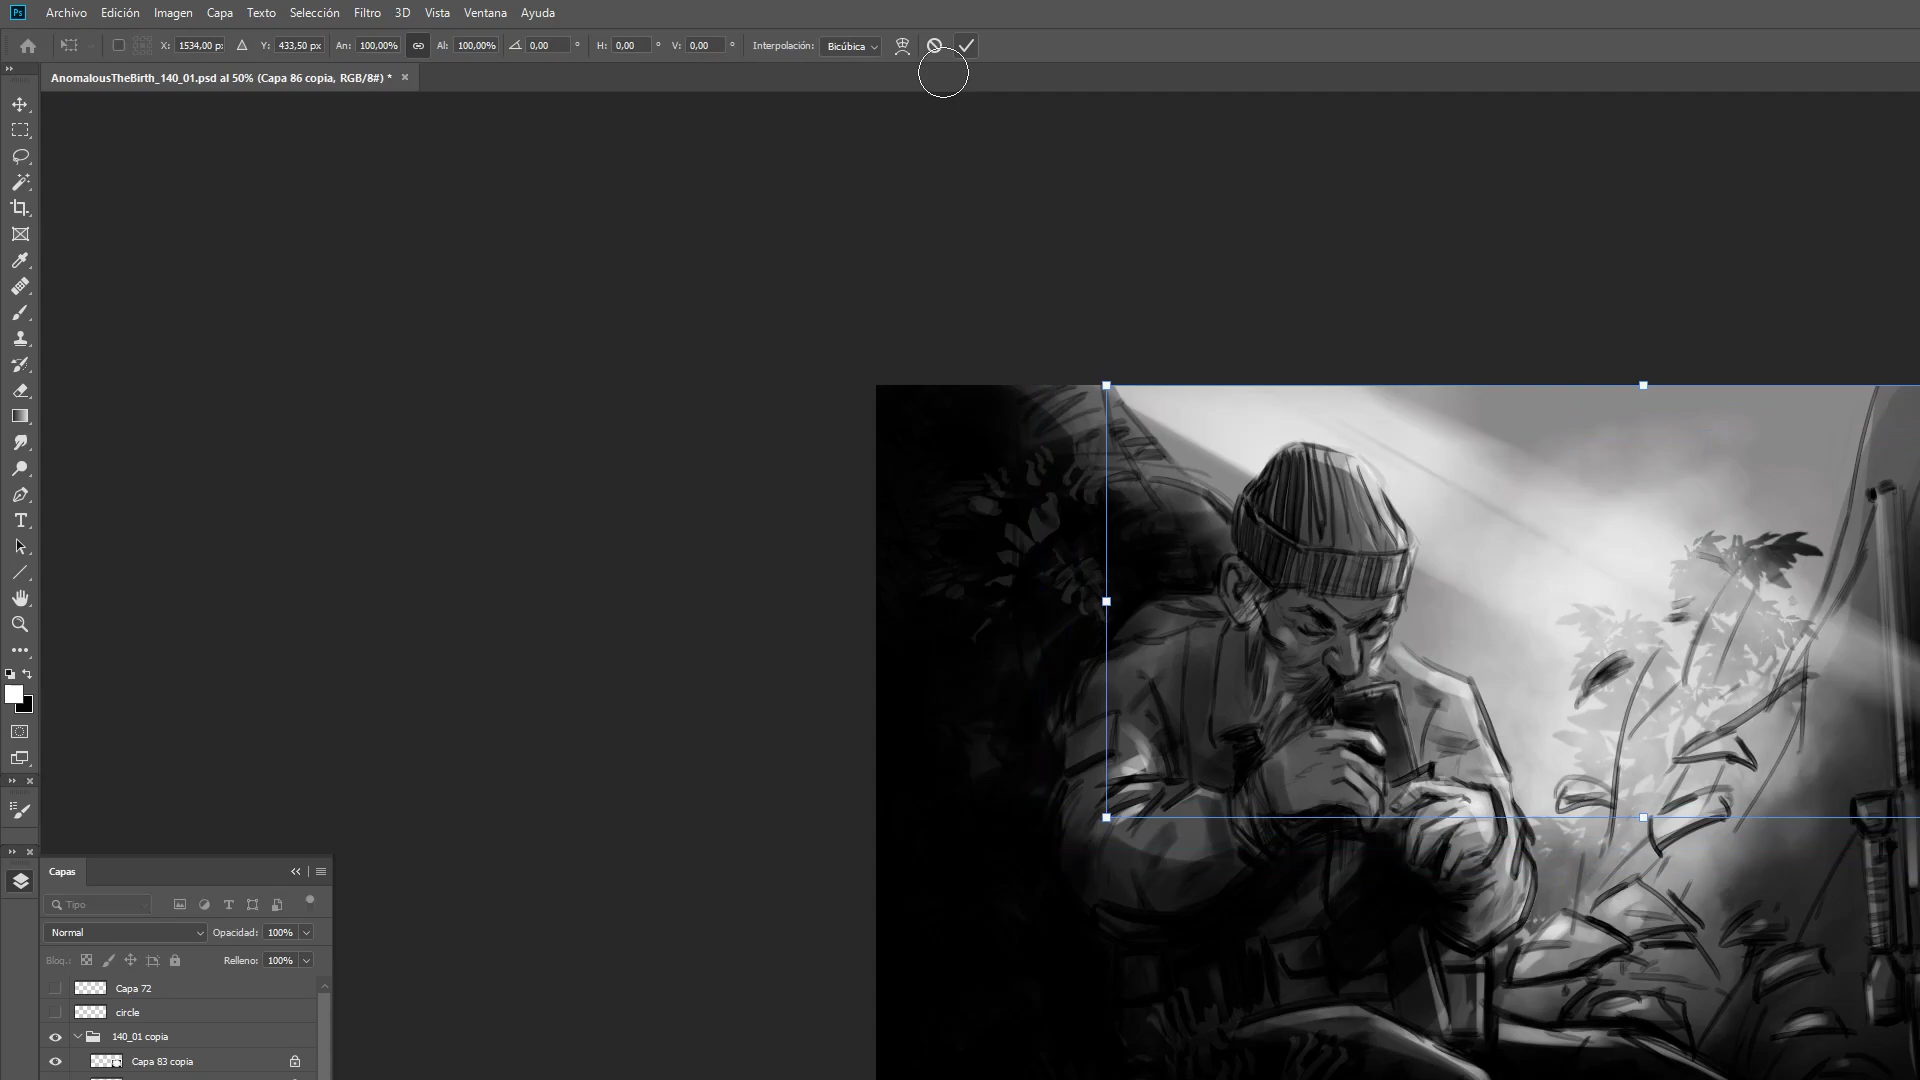 Ps Archivo Edición Imagen Capa Texto Selección Filtro 3D Vista Ventana Ayuda
X: 1534,00 px Y: 433,50 px An: 100,00% Al: 100,00% 0,00 ° H: 0,00 ° V: 0,00 ° Interpolación: Bicúbica
AnomalousTheBirth_140_01.psd al 50% (Capa 86 copia, RGB/8#) * ×
Capas
Tipo
Normal Opacidad: 100%
Bloq.: Relleno: 100%
Capa 72
circle
140_01 copia
Capa 83 copia